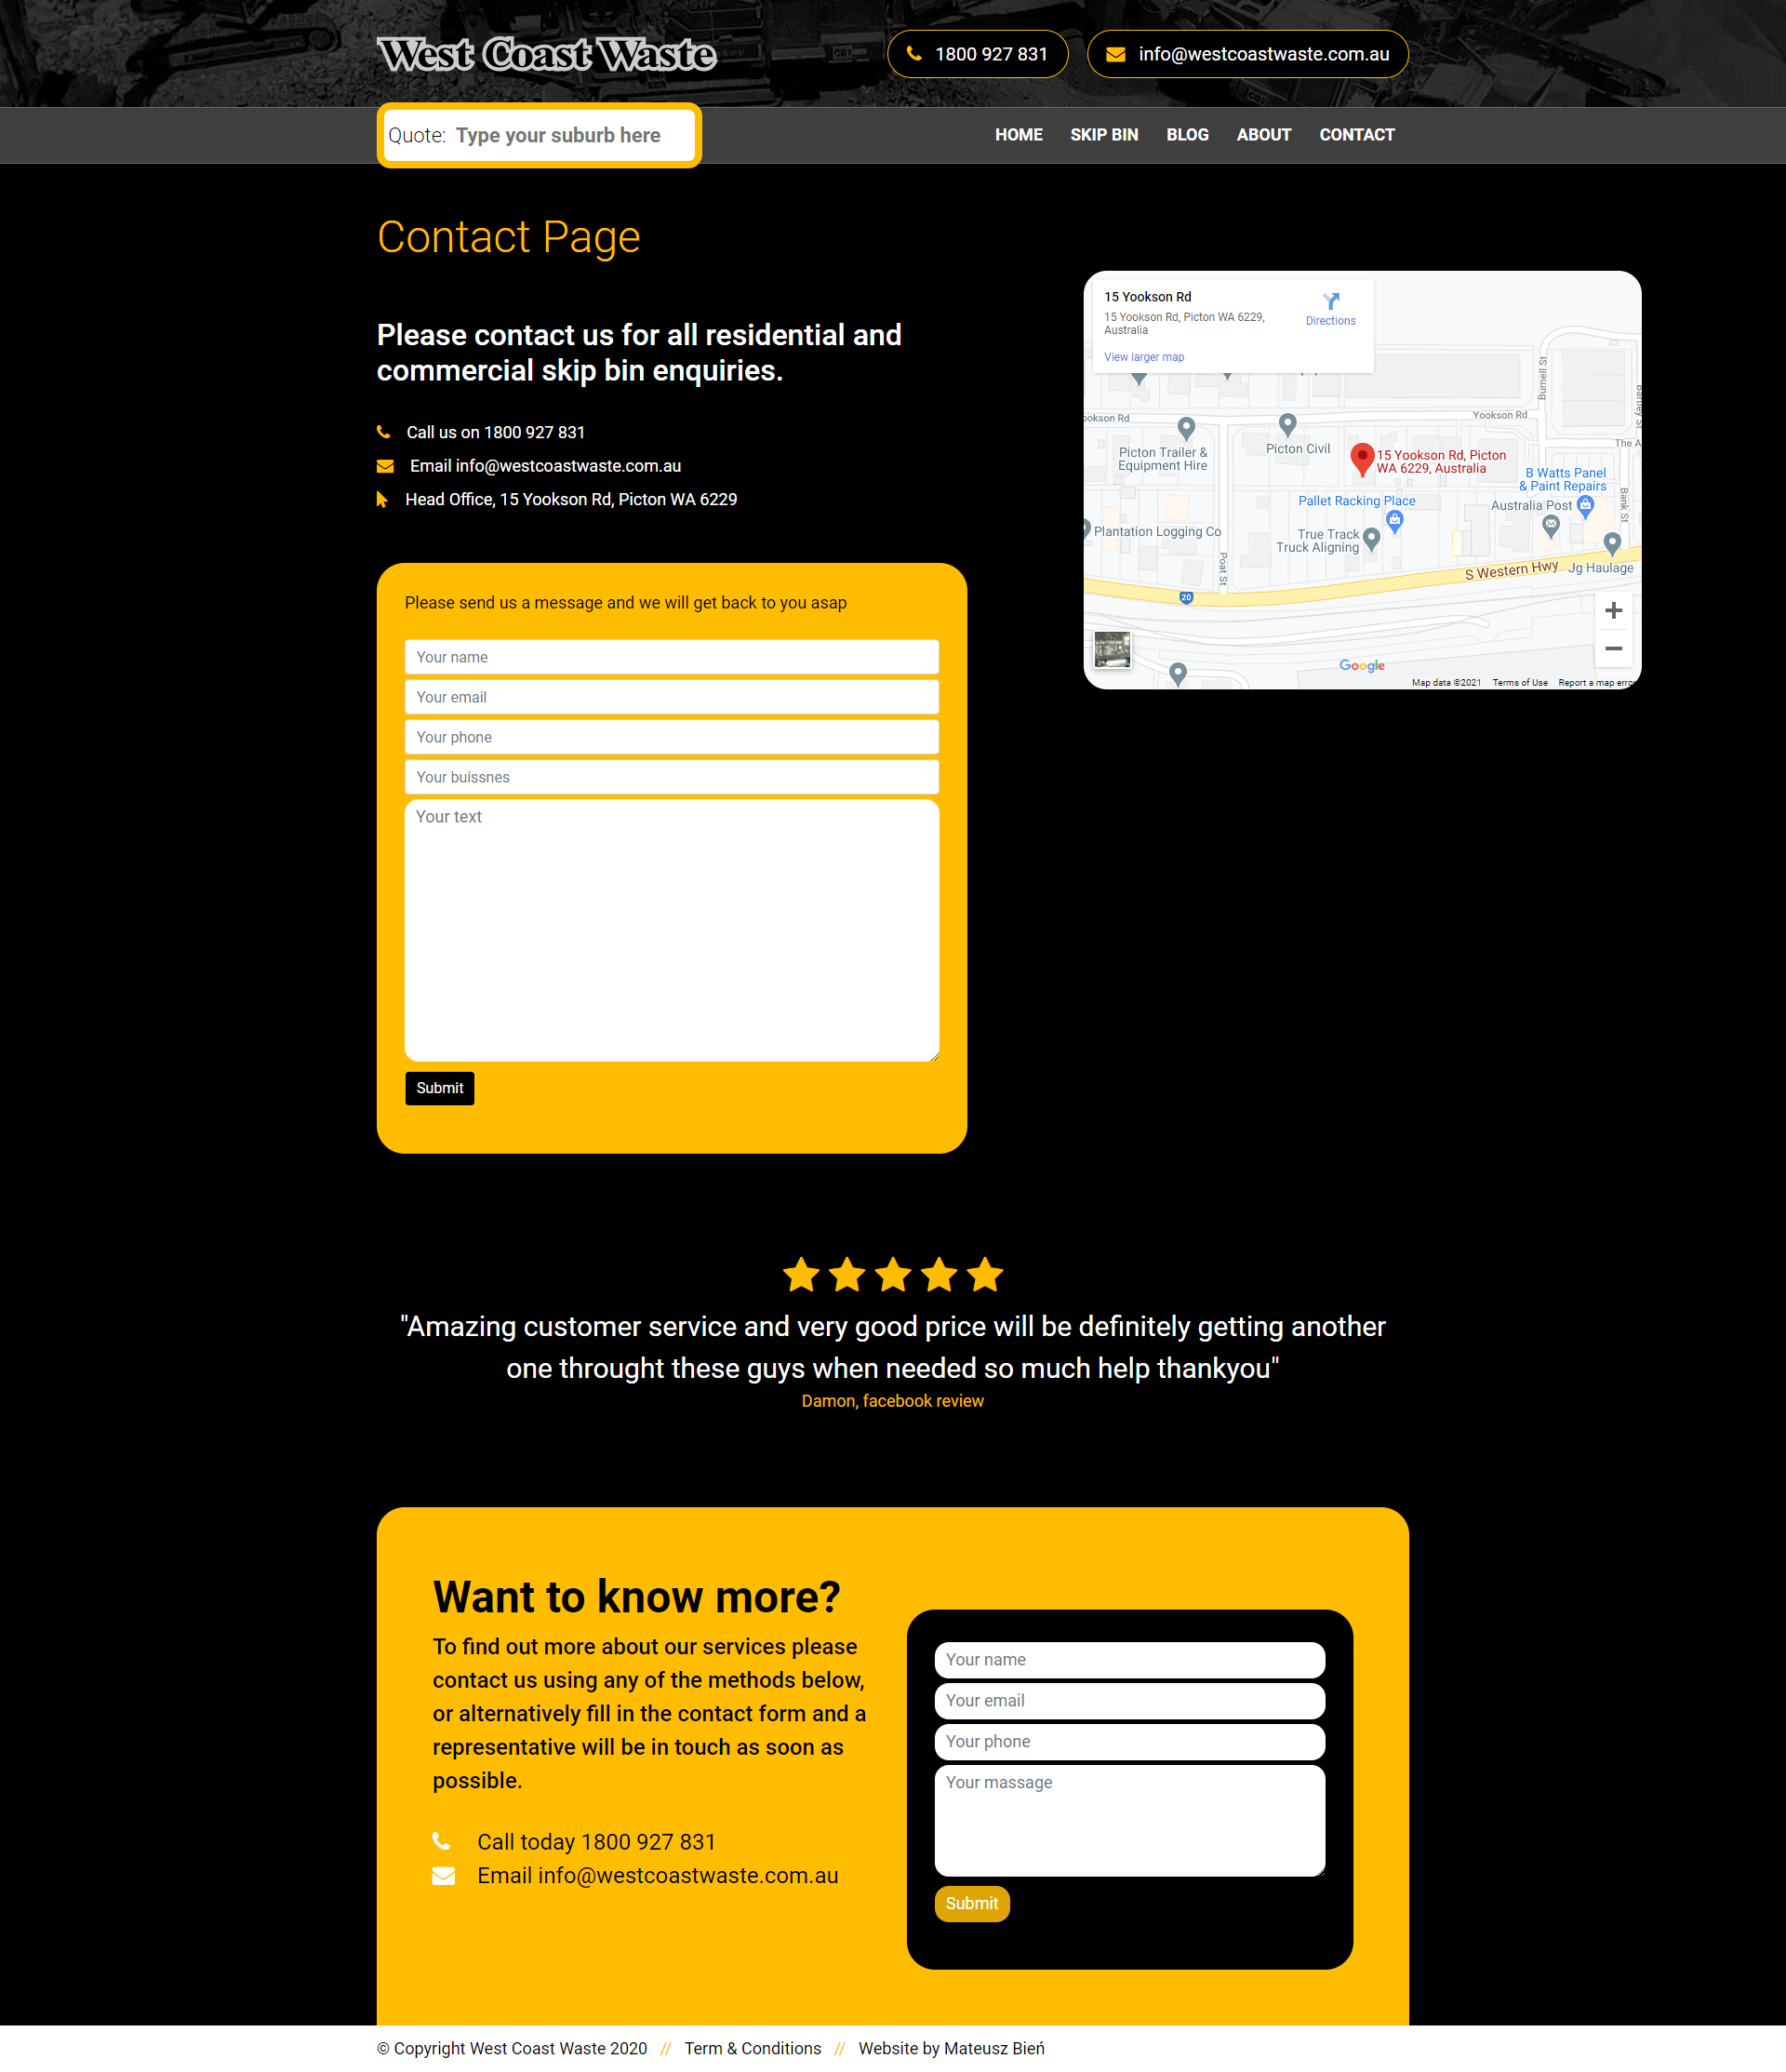 West Coast Waste
1800 927 831
info@westcoastwaste.com.au
Quote: Type your suburb here
HOME
SKIP BIN
BLOG
ABOUT
CONTACT
Contact Page
Please contact us for all residential and
commercial skip bin enquiries.
Call us on 1800 927 831
Email info@westcoastwaste.com.au
Head Office, 15 Yookson Rd, Picton WA 6229
15 Yookson Rd
15 Yookson Rd, Picton WA 6229,
Australia
Directions
View larger map
Burnell St
Yookson Rd
Picton Trailer &
Equipment Hire
Picton Civil
15 Yookson Rd, Picton
WA 6229, Australia
B Watts Panel
& Paint Repairs
Pallet Racking Place
Australia Post
Bank St
Plantation Logging Co
True Track
Truck Aligning
Poat St
S Western Hwy
Jg Haulage
20
Google
Map data ©2021
Terms of Use
Report a map error
Please send us a message and we will get back to you asap
Your name
Your email
Your phone
Your buissnes
Your text
Submit
"Amazing customer service and very good price will be definitely getting another
one throught these guys when needed so much help thankyou"
Damon, facebook review
Want to know more?
To find out more about our services please
contact us using any of the methods below,
or alternatively fill in the contact form and a
representative will be in touch as soon as
possible.
Call today 1800 927 831
Email info@westcoastwaste.com.au
Your name
Your email
Your phone
Your massage
Submit
© Copyright West Coast Waste 2020 // Term & Conditions // Website by Mateusz Bień